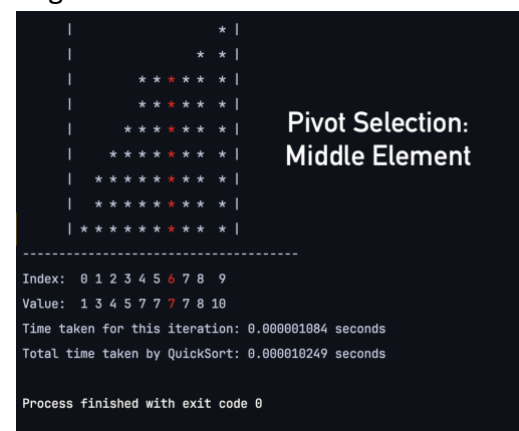 | * |
| * * |
| * * * * * * |
| * * * * * * |
| * * * * * * * |
| * * * * * * * * |
| * * * * * * * * * |
| * * * * * * * * * |
| * * * * * * * * * * |
Pivot Selection:
Middle Element
--------------------------------------
Index: 0 1 2 3 4 5 6 7 8 9
Value: 1 3 4 5 7 7 7 7 8 10
Time taken for this iteration: 0.000001084 seconds
Total time taken by QuickSort: 0.000010249 seconds
Process finished with exit code 0